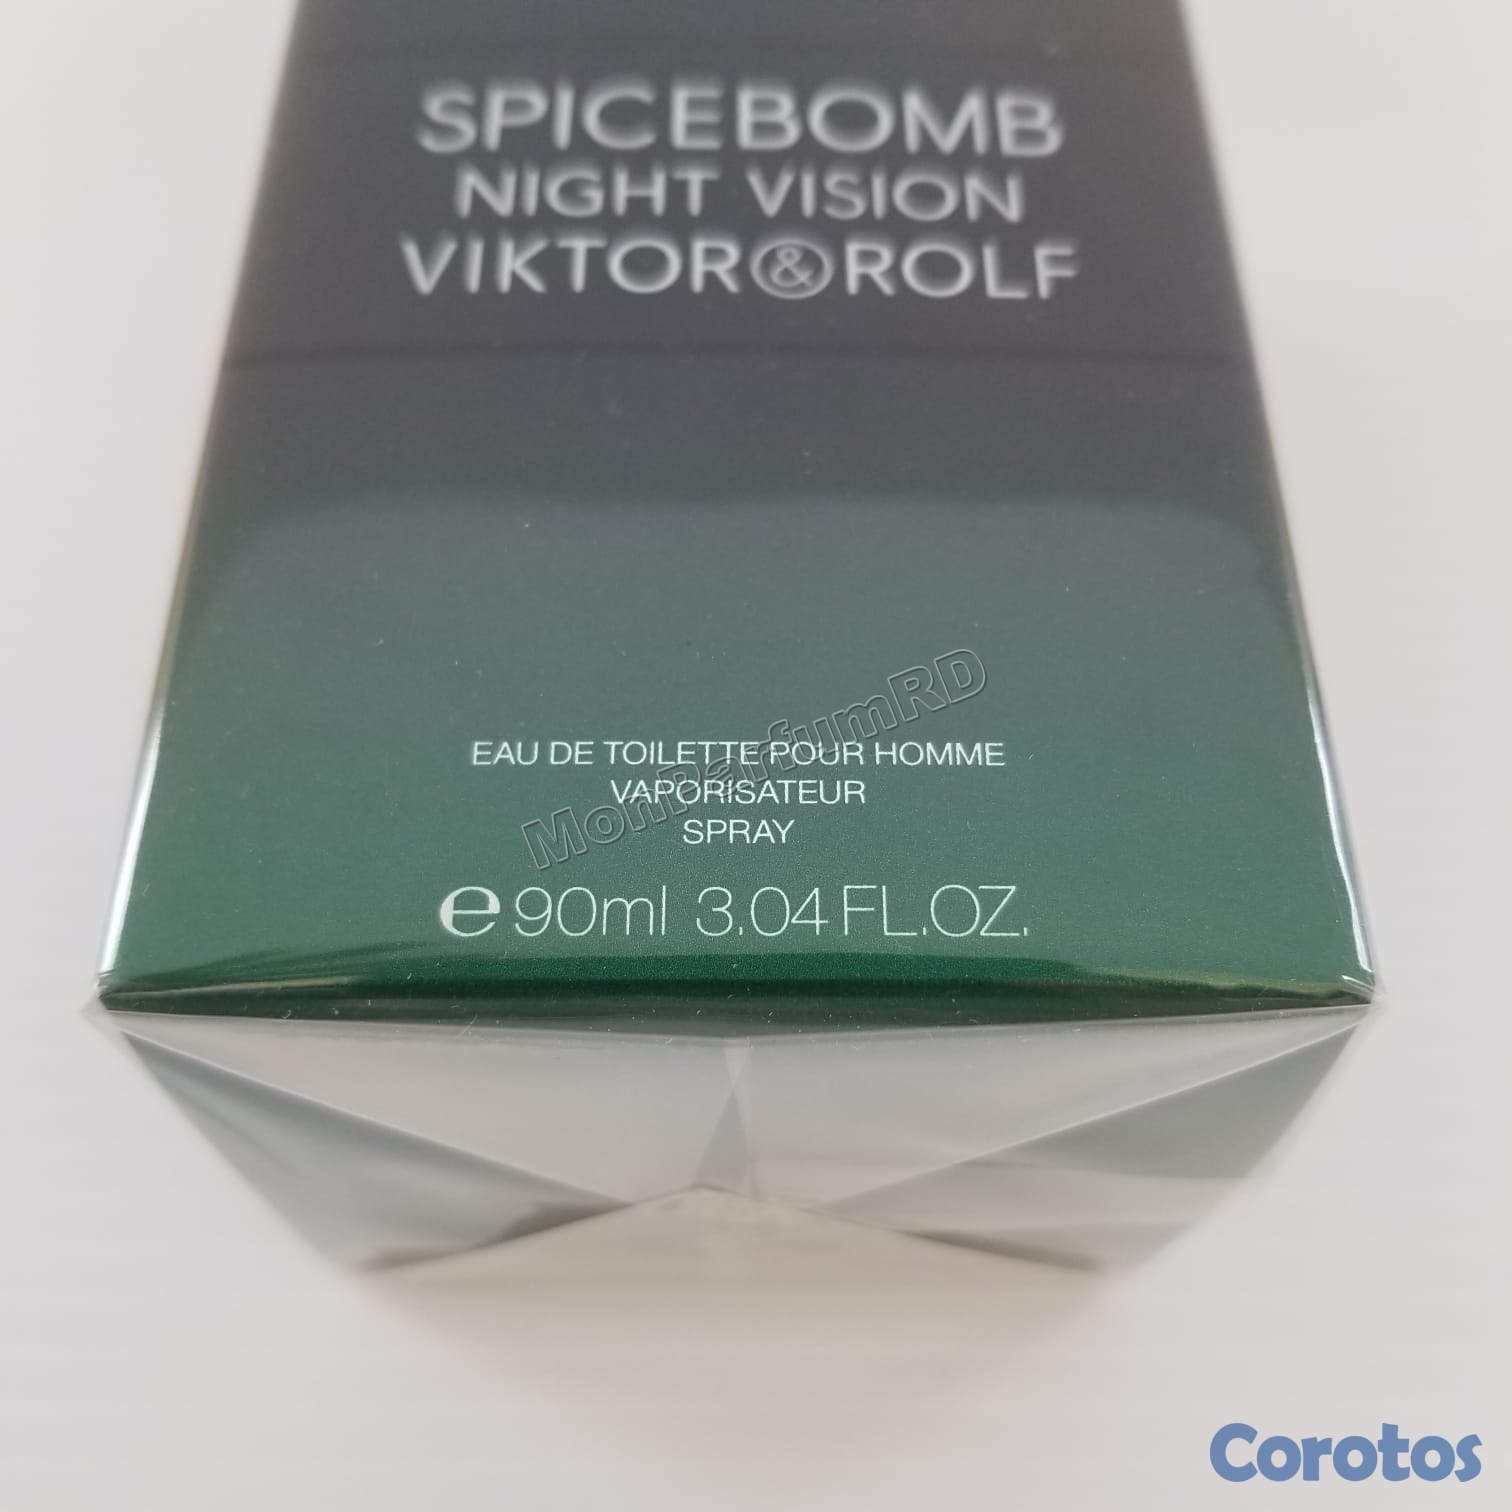 SPICEBOMB
NIGHT VISION
VIKTOR&ROLF
EAU DE TOILETTE POUR HOMME
VAPORISATEUR
SPRAY
MonParfumRD
℮90ml 3.04 FL.OZ.
Corotos